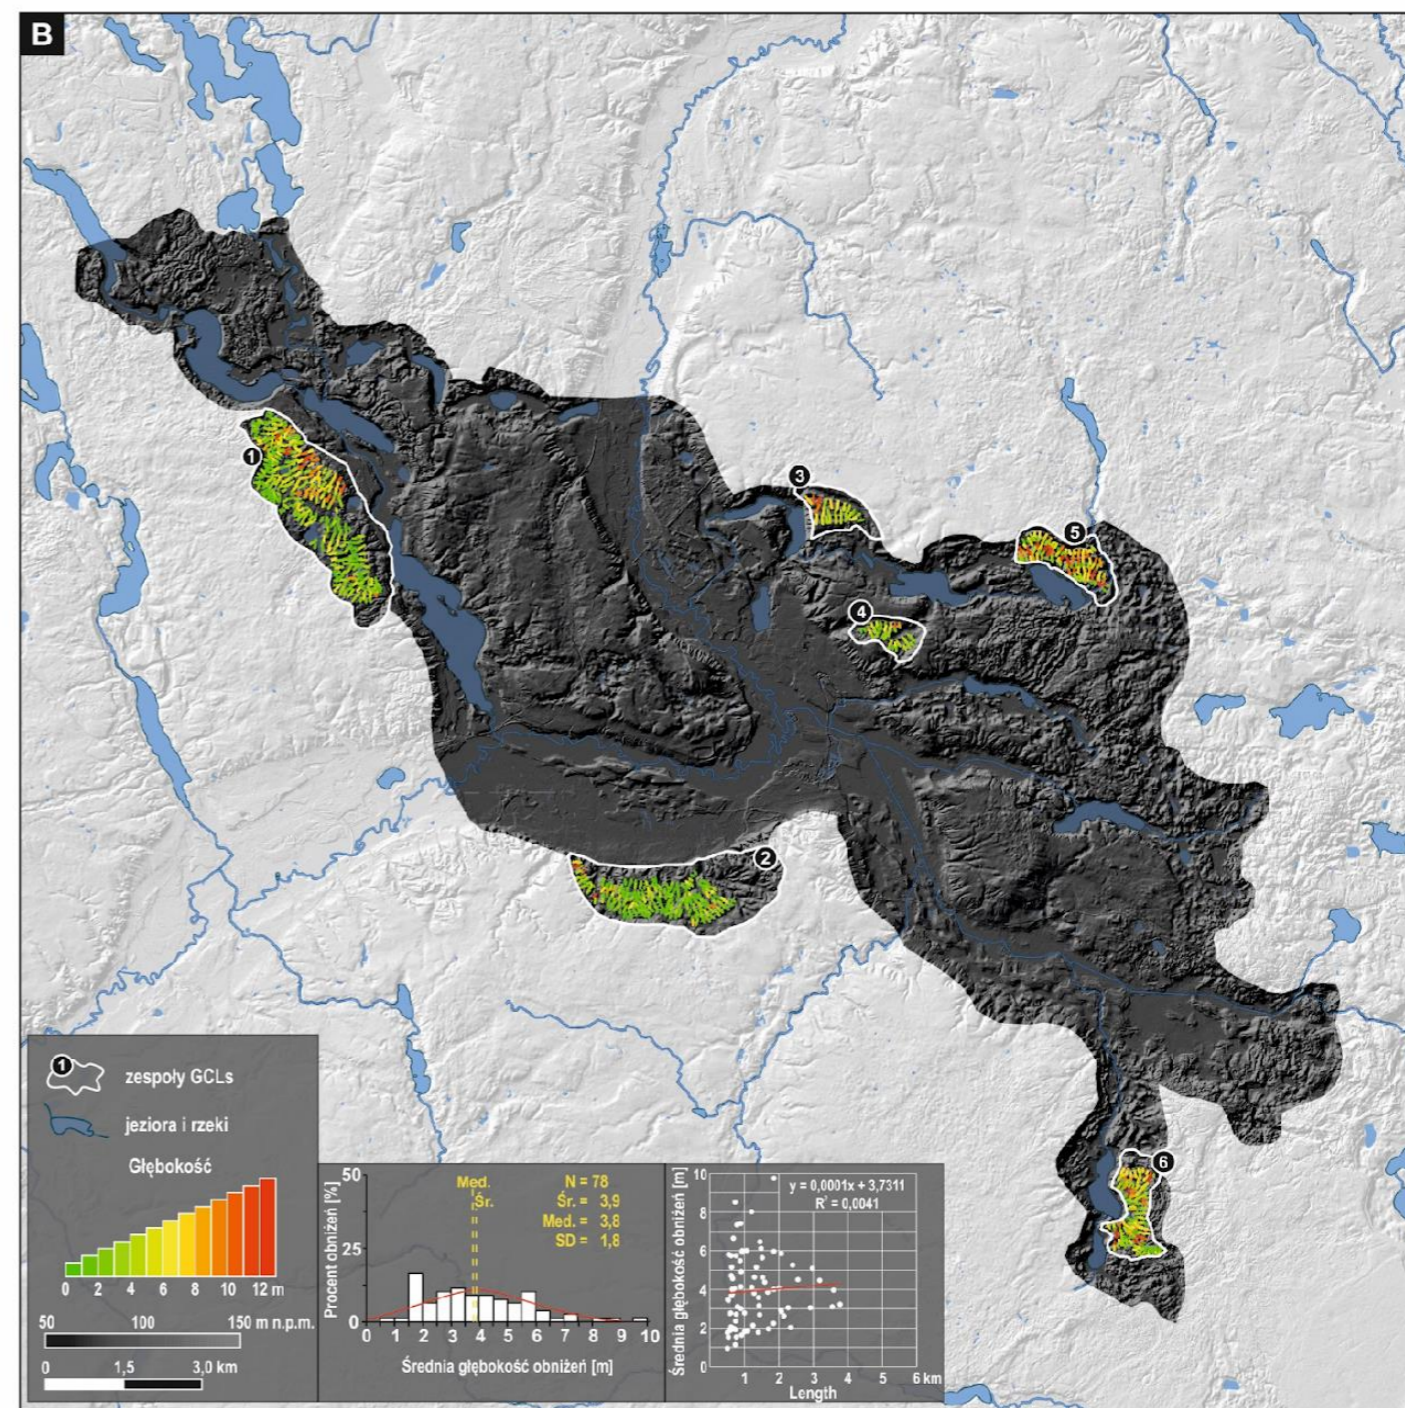 B
1
3
5
4
2
6
1 zespoły GCLs
jeziora i rzeki
Głębokość
0 2 4 6 8 10 12 m
50 100 150 m n.p.m.
0 1,5 3,0 km
Procent obniżeń [%]
50
25
0
Med.
Śr.
N = 78
Śr. = 3,9
Med. = 3,8
SD = 1,8
0 1 2 3 4 5 6 7 8 9 10
Średnia głębokość obniżeń [m]
Średnia głębokość obniżeń [m]
10
8
6
4
2
0
y = 0,0001x + 3,7311
R² = 0,0041
1 2 3 4 5 6 km
Length